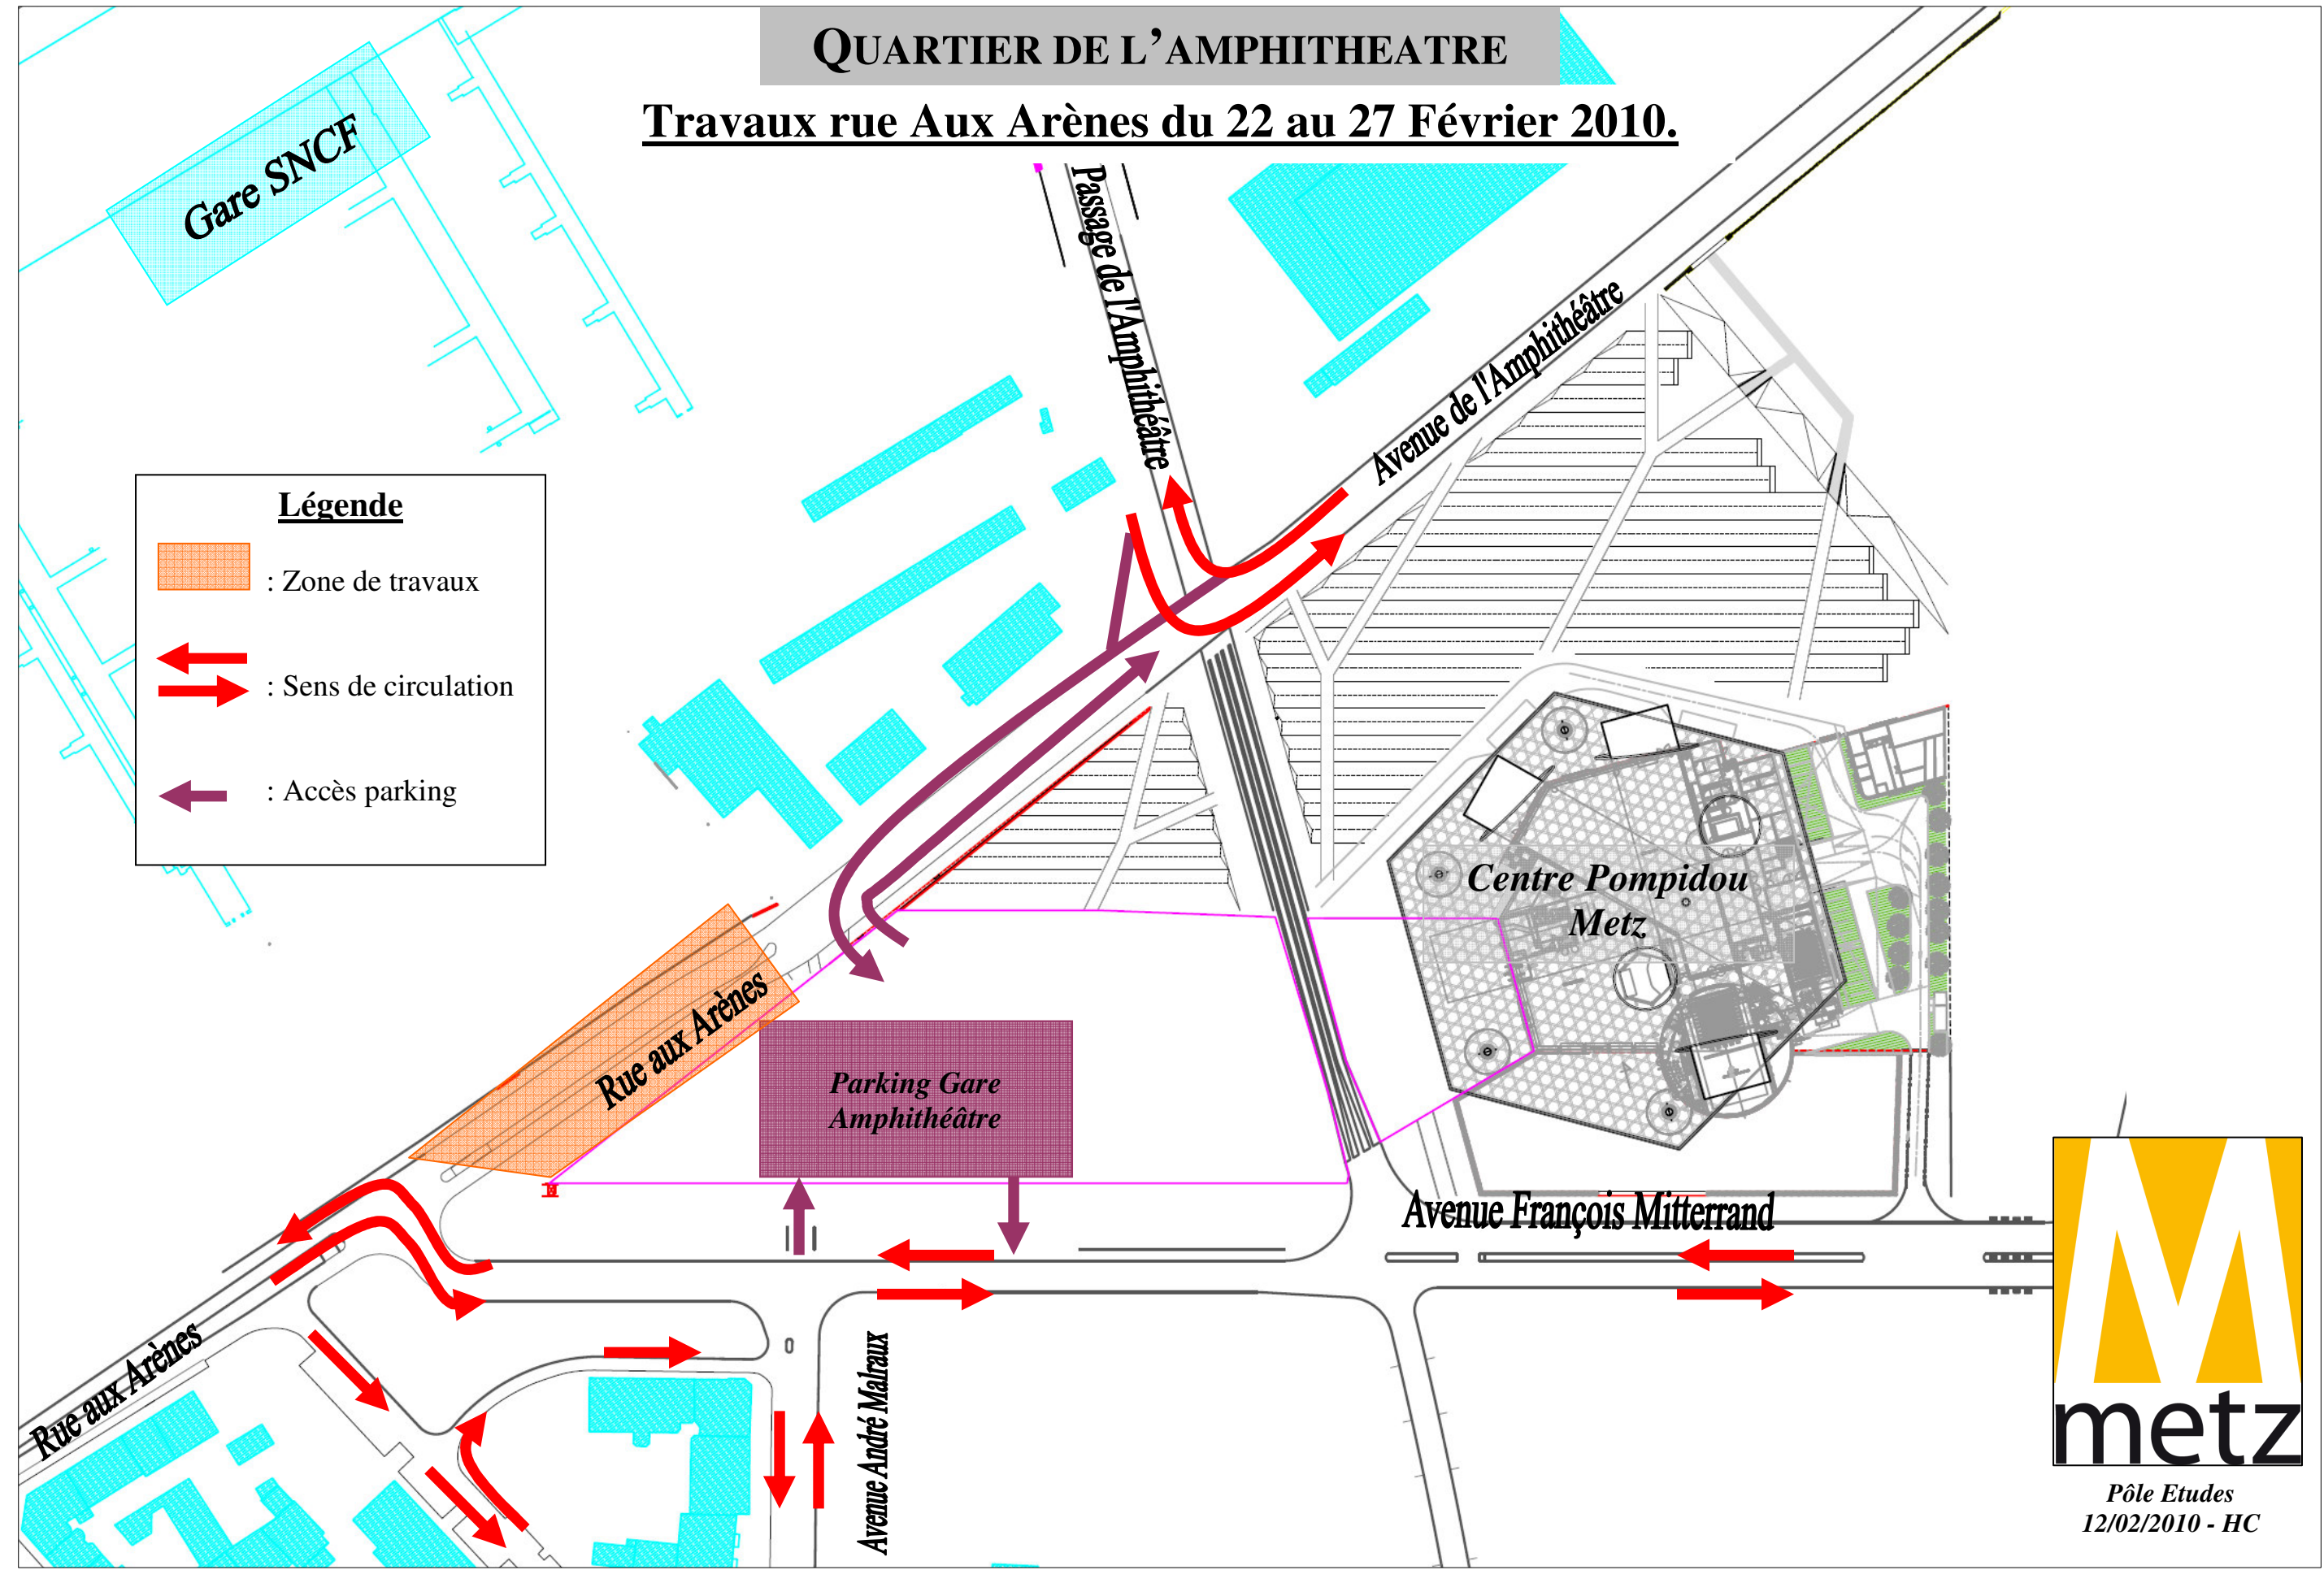 QUARTIER DE L'AMPHITHEATRE
Travaux rue Aux Arènes du 22 au 27 Février 2010.
Gare SNCF
Passage de l'Amphithéâtre
Avenue de l'Amphithéâtre
Légende
: Zone de travaux
: Sens de circulation
: Accès parking
Centre Pompidou
Metz
Rue aux Arènes
Parking Gare
Amphithéâtre
Avenue François Mitterrand
Rue aux Arènes
Avenue André Malraux
metz
Pôle Etudes
12/02/2010 - HC